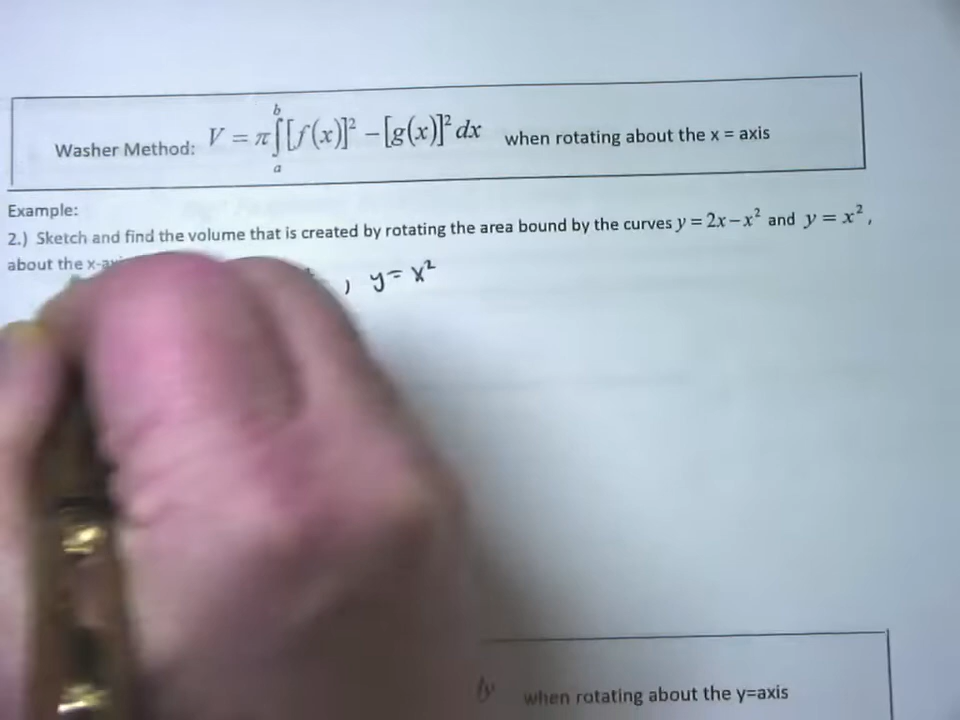 Washer Method: V = π∫ₐᵇ[f(x)]² − [g(x)]² dx when rotating about the x = axis
Example:
2.) Sketch and find the volume that is created by rotating the area bound by the curves y = 2x − x² and y = x²,
about the
, y = x²
when rotating about the y=axis